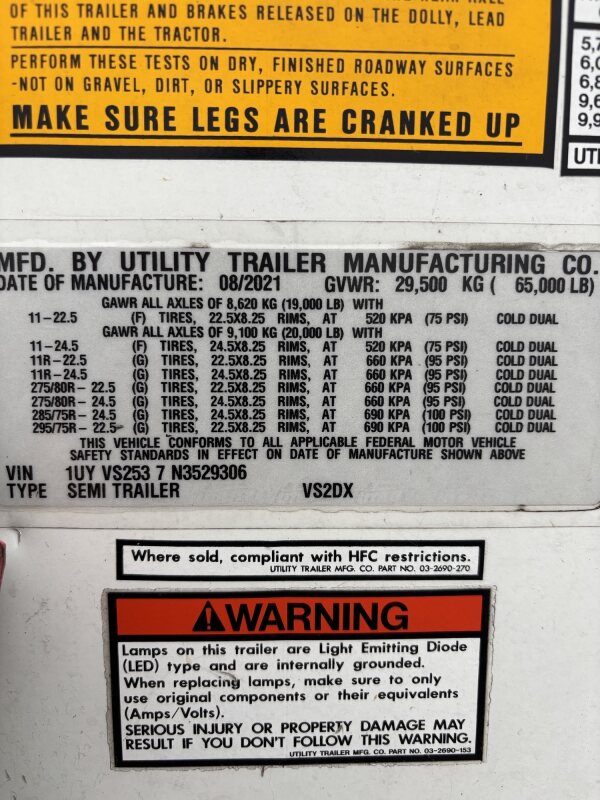 OF THIS TRAILER AND BRAKES RELEASED ON THE DOLLY, LEAD
TRAILER AND THE TRACTOR.
PERFORM THESE TESTS ON DRY, FINISHED ROADWAY SURFACES
-NOT ON GRAVEL, DIRT, OR SLIPPERY SURFACES.
MAKE SURE LEGS ARE CRANKED UP
5,7
6,0
6,8
9,6
9,9
UTI
MFD. BY UTILITY TRAILER MANUFACTURING CO.
DATE OF MANUFACTURE: 08/2021 GVWR: 29,500 KG ( 65,000 LB)
GAWR ALL AXLES OF 8,620 KG (19,000 LB) WITH
11-22.5 (F) TIRES, 22.5X8.25 RIMS, AT 520 KPA (75 PSI) COLD DUAL
GAWR ALL AXLES OF 9,100 KG (20,000 LB) WITH
11-24.5 (F) TIRES, 24.5X8.25 RIMS, AT 520 KPA (75 PSI) COLD DUAL
11R-22.5 (G) TIRES, 22.5X8.25 RIMS, AT 660 KPA (95 PSI) COLD DUAL
11R-24.5 (G) TIRES, 24.5X8.25 RIMS, AT 660 KPA (95 PSI) COLD DUAL
275/80R-22.5 (G) TIRES, 22.5X8.25 RIMS, AT 660 KPA (95 PSI) COLD DUAL
275/80R-24.5 (G) TIRES, 24.5X8.25 RIMS, AT 660 KPA (95 PSI) COLD DUAL
285/75R-24.5 (G) TIRES, 24.5X8.25 RIMS, AT 690 KPA (100 PSI) COLD DUAL
295/75R-22.5 (G) TIRES, 22.5X8.25 RIMS, AT 690 KPA (100 PSI) COLD DUAL
THIS VEHICLE CONFORMS TO ALL APPLICABLE FEDERAL MOTOR VEHICLE
SAFETY STANDARDS IN EFFECT ON DATE OF MANUFACTURE SHOWN ABOVE
VIN 1UY VS253 7 N3529306
TYPE SEMI TRAILER VS2DX
Where sold, compliant with HFC restrictions.
UTILITY TRAILER MFG. CO. PART NO. 03-2690-270
WARNING
Lamps on this trailer are Light Emitting Diode
(LED) type and are internally grounded.
When replacing lamps, make sure to only
use original components or their equivalents
(Amps/Volts).
SERIOUS INJURY OR PROPERTY DAMAGE MAY
RESULT IF YOU DON'T FOLLOW THIS WARNING.
UTILITY TRAILER MFG. CO. PART NO. 03-2690-153